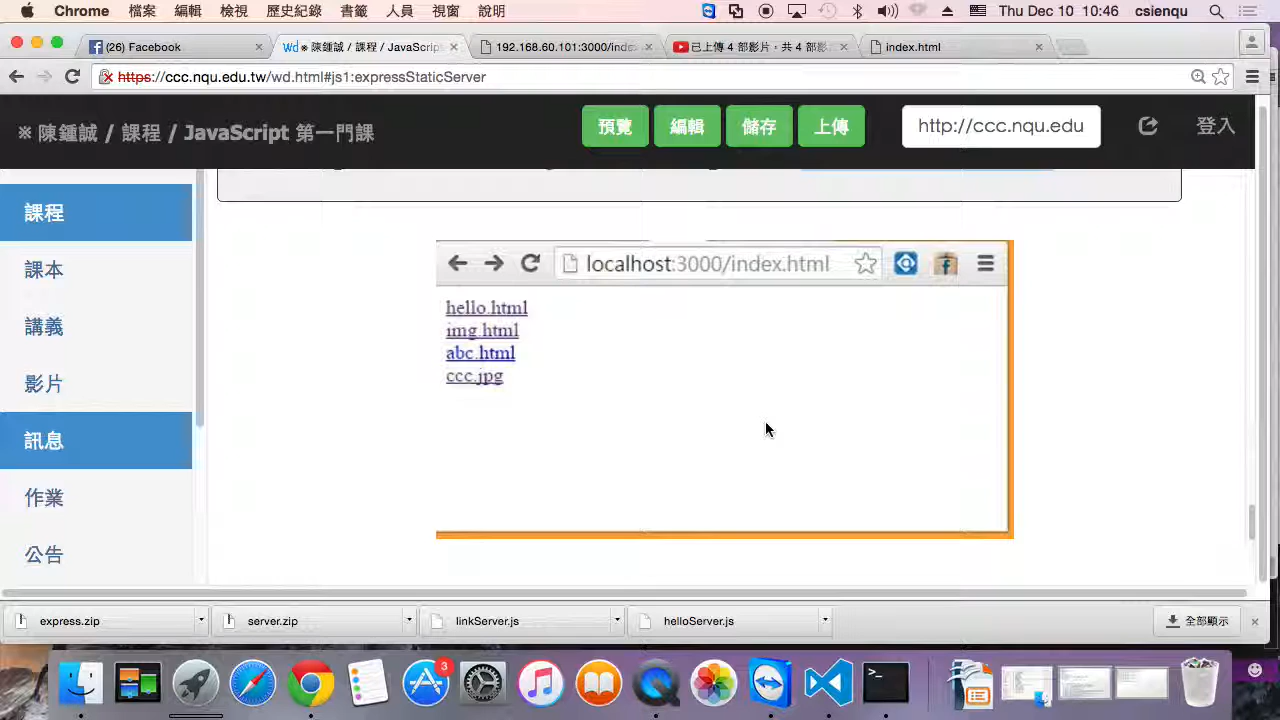 Chrome 檔案 編輯 檢視 歷史紀錄 書籤 人員 視窗 說明 Thu Dec 10 10:46 csienqu
(26) Facebook × Wd ※ 陳鍾誠 / 課程 / JavaScript × 192.168.60.101:3000/index × 已上傳 4 部影片，共 4 部影 × index.html ×
https://ccc.nqu.edu.tw/wd.html#js1:expressStaticServer
※ 陳鍾誠 / 課程 / JavaScript 第一門課 預覽 編輯 儲存 上傳 http://ccc.nqu.edu 登入
課程
課本
講義
影片
訊息
作業
公告
localhost:3000/index.html
hello.html
img.html
abc.html
ccc.jpg
express.zip server.zip linkServer.js helloServer.js 全部顯示 ×
3